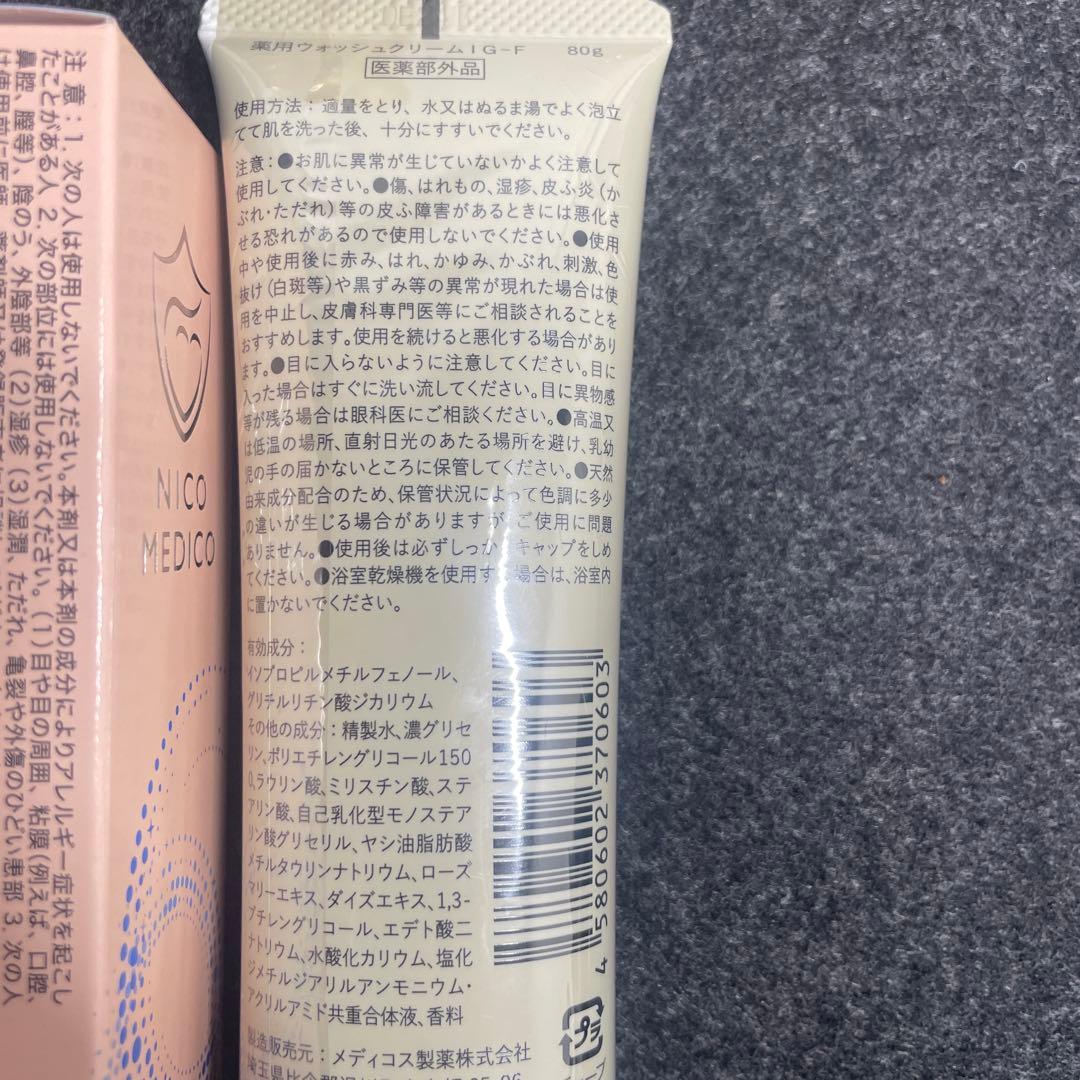 注 意：1. 次の人は使用しないでください。本剤又は本剤の成分によりアレルギー症状を起こし
たことがある人 2. 次の部位には使用しないでください。(1)目や目の周囲、粘膜(例えば、口腔、
鼻腔、膣等)、陰のう、外陰部等 (2)湿疹 (3)湿潤、ただれ、亀裂や外傷のひどい患部 3. 次の人
は使用前に医師、
NICO
MEDICO
薬用ウォッシュクリームIG-F 80g
医薬部外品
使用方法：適量をとり、水又はぬるま湯でよく泡立
てて肌を洗った後、十分にすすいでください。
注意：●お肌に異常が生じていないかよく注意して
使用してください。●傷、はれもの、湿疹、皮ふ炎（か
ぶれ・ただれ）等の皮ふ障害があるときには悪化さ
せる恐れがあるので使用しないでください。●使用
中や使用後に赤み、はれ、かゆみ、かぶれ、刺激、色
抜け（白斑等）や黒ずみ等の異常が現れた場合は使
用を中止し、皮膚科専門医等にご相談されることを
おすすめします。使用を続けると悪化する場合があり
ます。●目に入らないように注意してください。目に
入った場合はすぐに洗い流してください。目に異物感
等が残る場合は眼科医にご相談ください。●高温又
は低温の場所、直射日光のあたる場所を避け、乳幼
児の手の届かないところに保管してください。●天然
由来成分配合のため、保管状況によって色調に多少
の違いが生じる場合がありますが、ご使用に問題
ありません。●使用後は必ずしっか キャップをしめ
てください。●浴室乾燥機を使用す 場合は、浴室内
に置かないでください。
有効成分：
イソプロピルメチルフェノール、
グリチルリチン酸ジカリウム
その他の成分：精製水、濃グリセ
リン、ポリエチレングリコール150
0、ラウリン酸、ミリスチン酸、ステ
アリン酸、自己乳化型モノステア
リン酸グリセリル、ヤシ油脂肪酸
メチルタウリンナトリウム、ローズ
マリーエキス、ダイズエキス、1,3-
ブチレングリコール、エデト酸二
ナトリウム、水酸化カリウム、塩化
ジメチルジアリルアンモニウム・
アクリルアミド共重合体液、香料
製造販売元：メディコス製薬株式会社
埼玉県比企郡
4 580602 370603
プラ